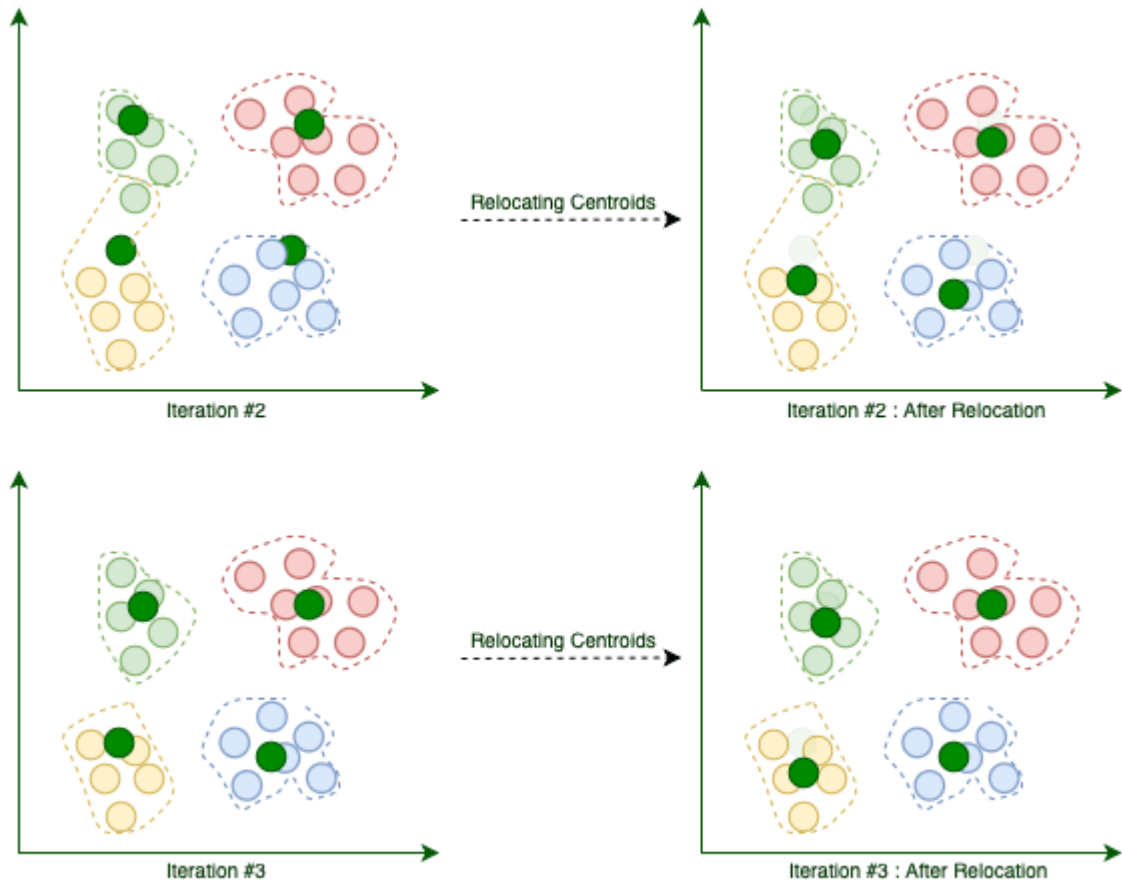 Relocating Centroids
Iteration #2
Iteration #2 : After Relocation
Relocating Centroids
Iteration #3
Iteration #3 : After Relocation